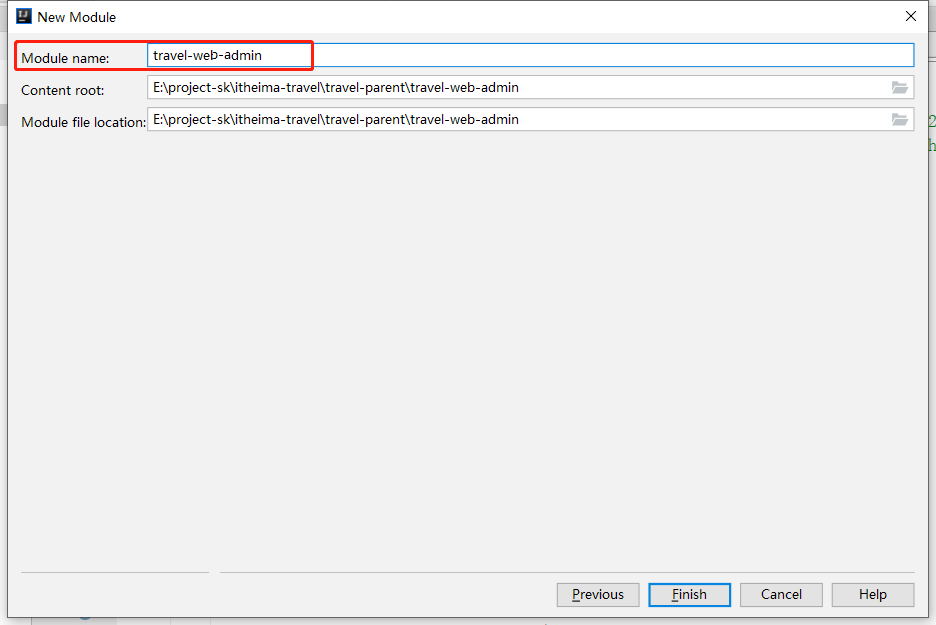 New Module
Module name: travel-web-admin
Content root: E:\project-sk\itheima-travel\travel-parent\travel-web-admin
Module file location: E:\project-sk\itheima-travel\travel-parent\travel-web-admin
2
h
Previous Finish Cancel Help